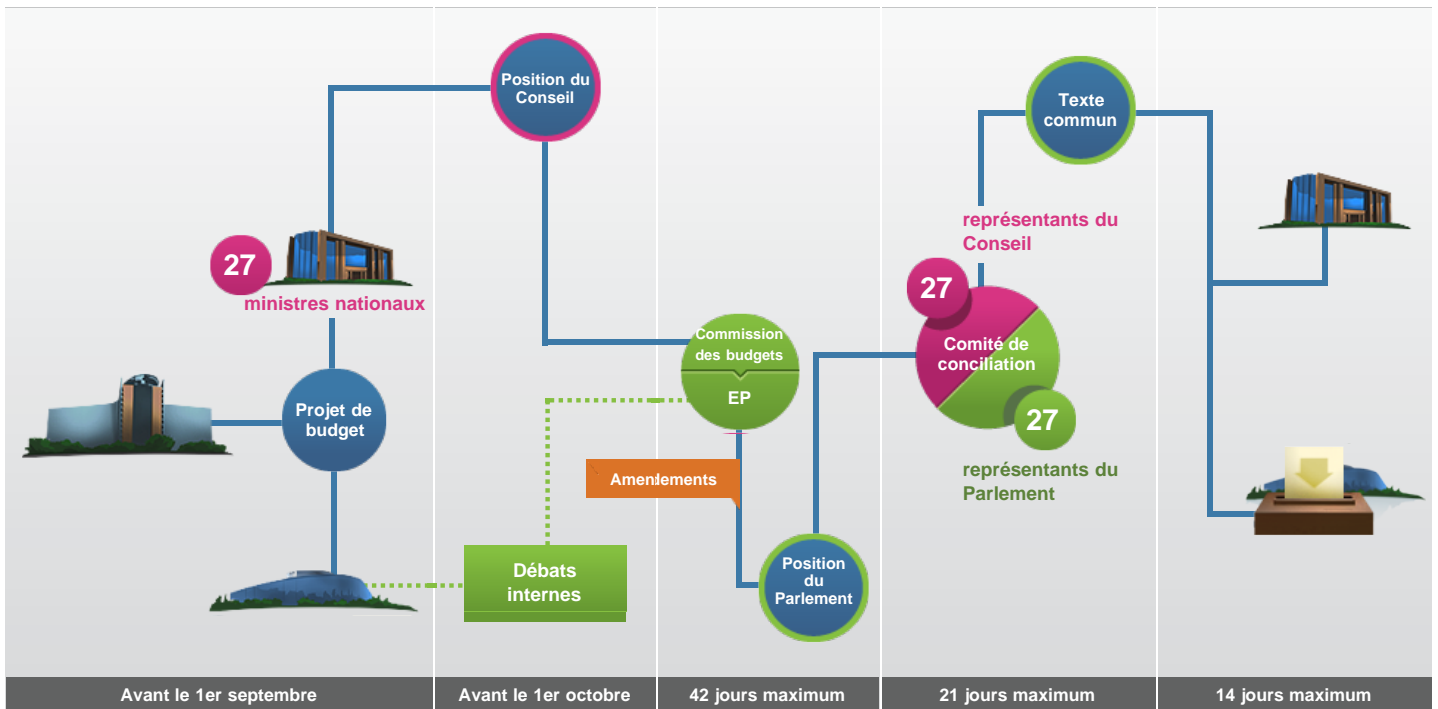 Position du
Conseil
27
ministres nationaux
Projet de
budget
Débats
internes
Commission
des budgets
EP
Amendements
Position
du
Parlement
Texte
commun
représentants du
Conseil
27
Comité de
conciliation
27
représentants du
Parlement
Avant le 1er septembre
Avant le 1er octobre
42 jours maximum
21 jours maximum
14 jours maximum